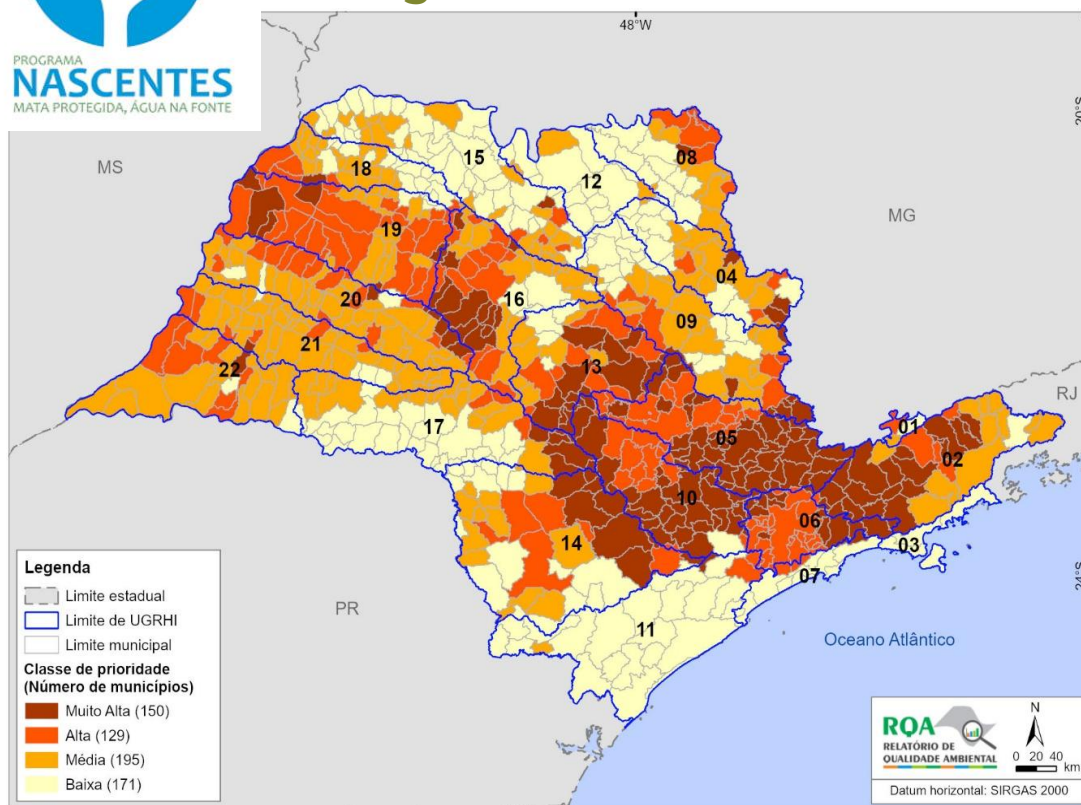 PROGRAMA
NASCENTES
MATA PROTEGIDA, ÁGUA NA FONTE
48°W
20°S
MS
15
08
18
12
MG
19
04
20
16
09
21
13
22
RJ
17
05
01
02
10
06
14
03
07
24°S
PR
11
Oceano Atlântico
Legenda
Limite estadual
Limite de UGRHI
Limite municipal
Classe de prioridade
(Número de municípios)
Muito Alta (150)
Alta (129)
Média (195)
Baixa (171)
RQA
RELATÓRIO DE
QUALIDADE AMBIENTAL
N
0 20 40
km
Datum horizontal: SIRGAS 2000